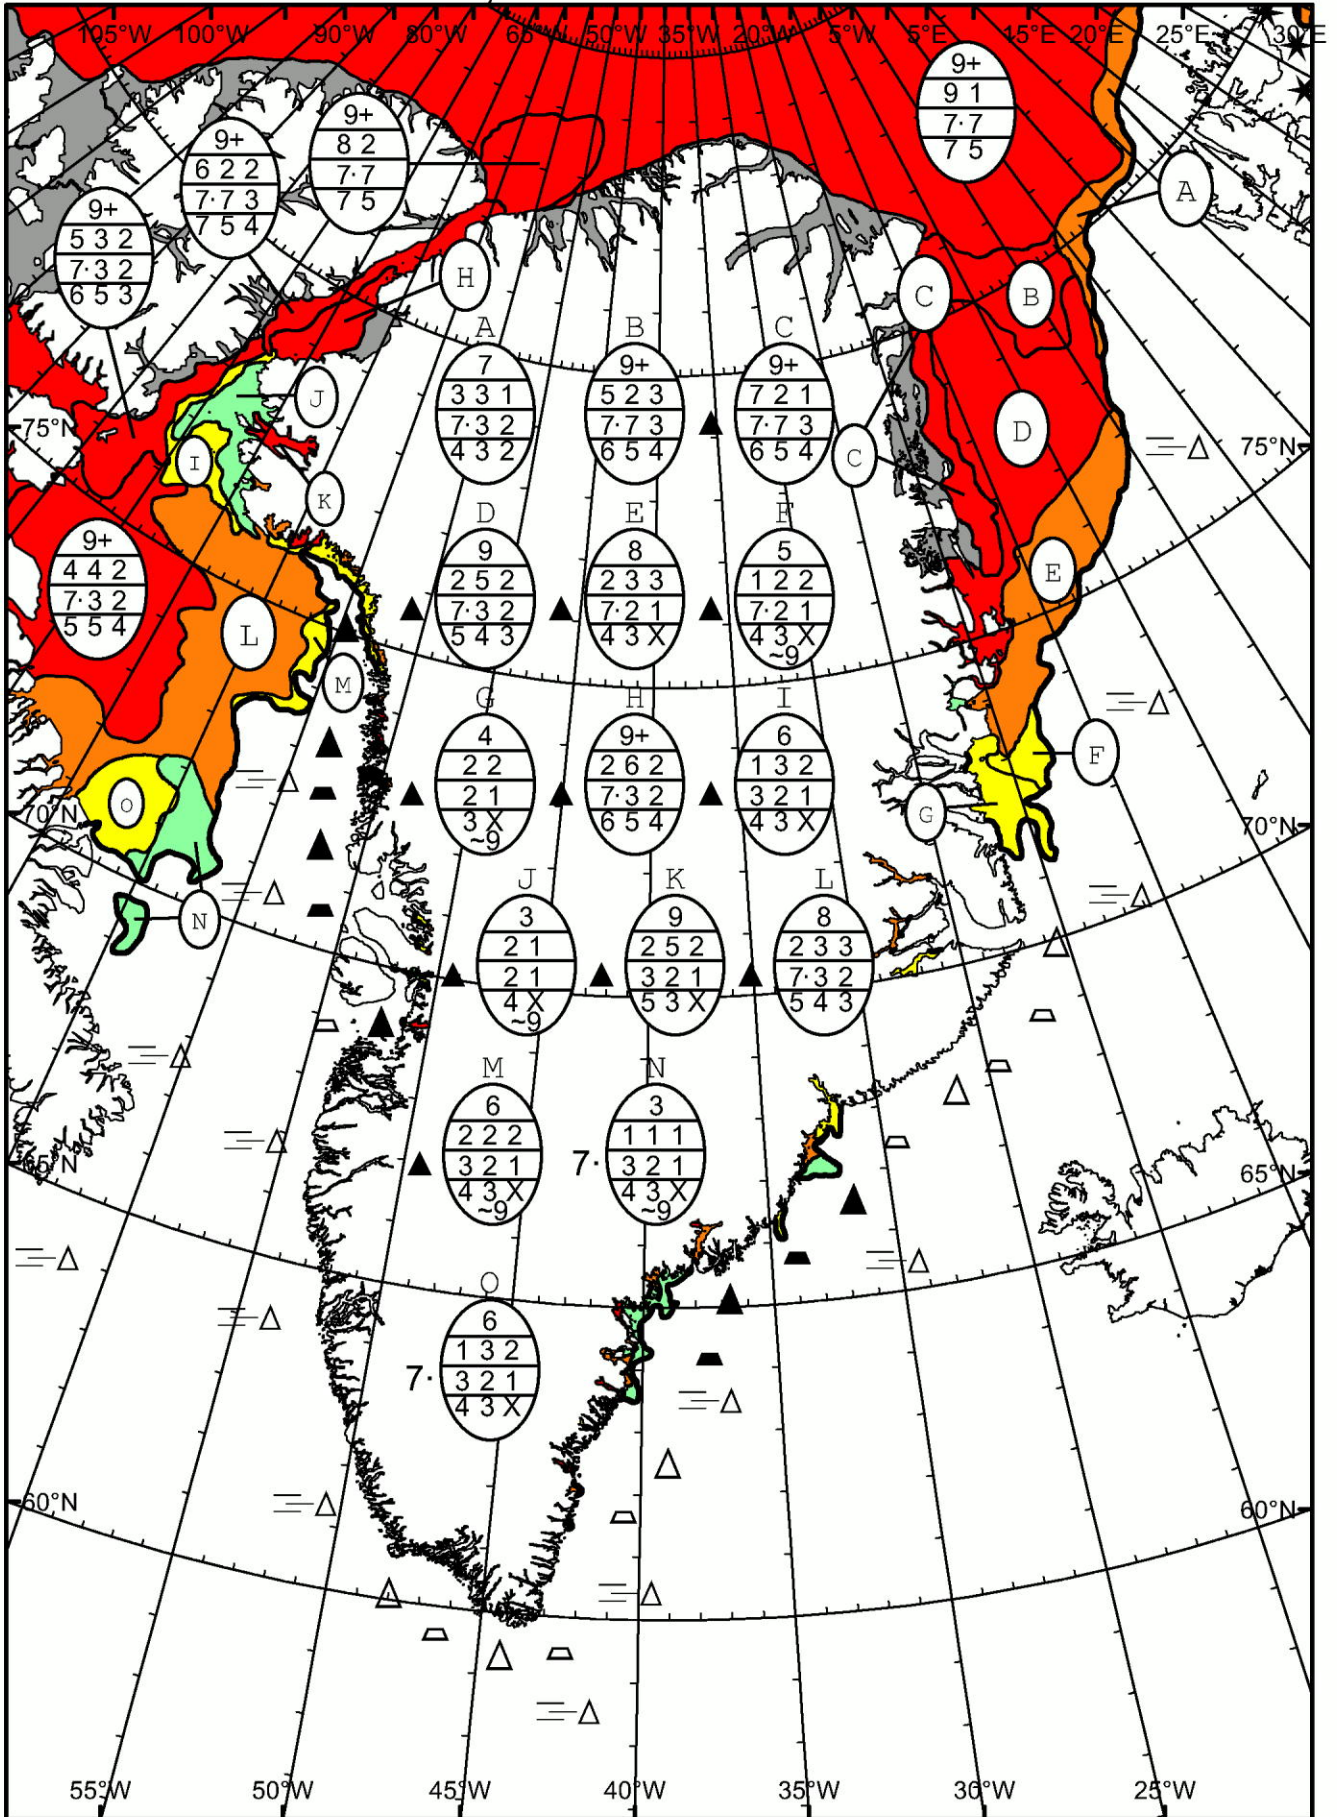 105°W 100°W 90°W 80°W 65°W 50°W 35°W 20°W 5°W 5°E 15°E 20°E 25°E 30°E
9+
9 1
7·7
7 5
9+
8 2
7·7
7 5
9+
6 2 2
7·7 3
7 5 4
9+
5 3 2
7·3 2
6 5 3
A
H
C
B
J
I
K
D
C
E
75°N
75°N
9+
4 4 2
7·3 2
5 5 4
L
M
F
G
O
N
70°N
70°N
A
7
3 3 1
7·3 2
4 3 2
B
9+
5 2 3
7·7 3
6 5 4
C
9+
7 2 1
7·7 3
6 5 4
D
9
2 5 2
7·3 2
5 4 3
E
8
2 3 3
7·2 1
4 3 X
F
5
1 2 2
7·2 1
4 3 X
~9
G
4
2 2
2 1
3 X
~9
H
9+
2 6 2
7·3 2
6 5 4
I
6
1 3 2
3 2 1
4 3 X
J
3
2 1
2 1
4 X
~9
K
9
2 5 2
3 2 1
5 3 X
L
8
2 3 3
7·3 2
5 4 3
M
6
2 2 2
3 2 1
4 3 X
~9
N
3
1 1 1
7· 3 2 1
4 3 X
~9
65°N
65°N
O
6
1 3 2
7· 3 2 1
4 3 X
60°N
60°N
55°W 50°W 45°W 40°W 35°W 30°W 25°W